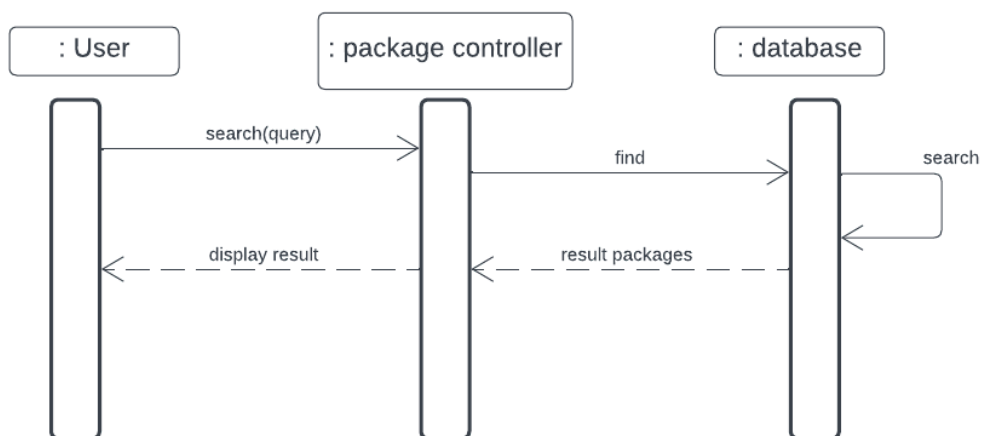 : User
: package controller
: database
search(query)
find
search
display result
result packages